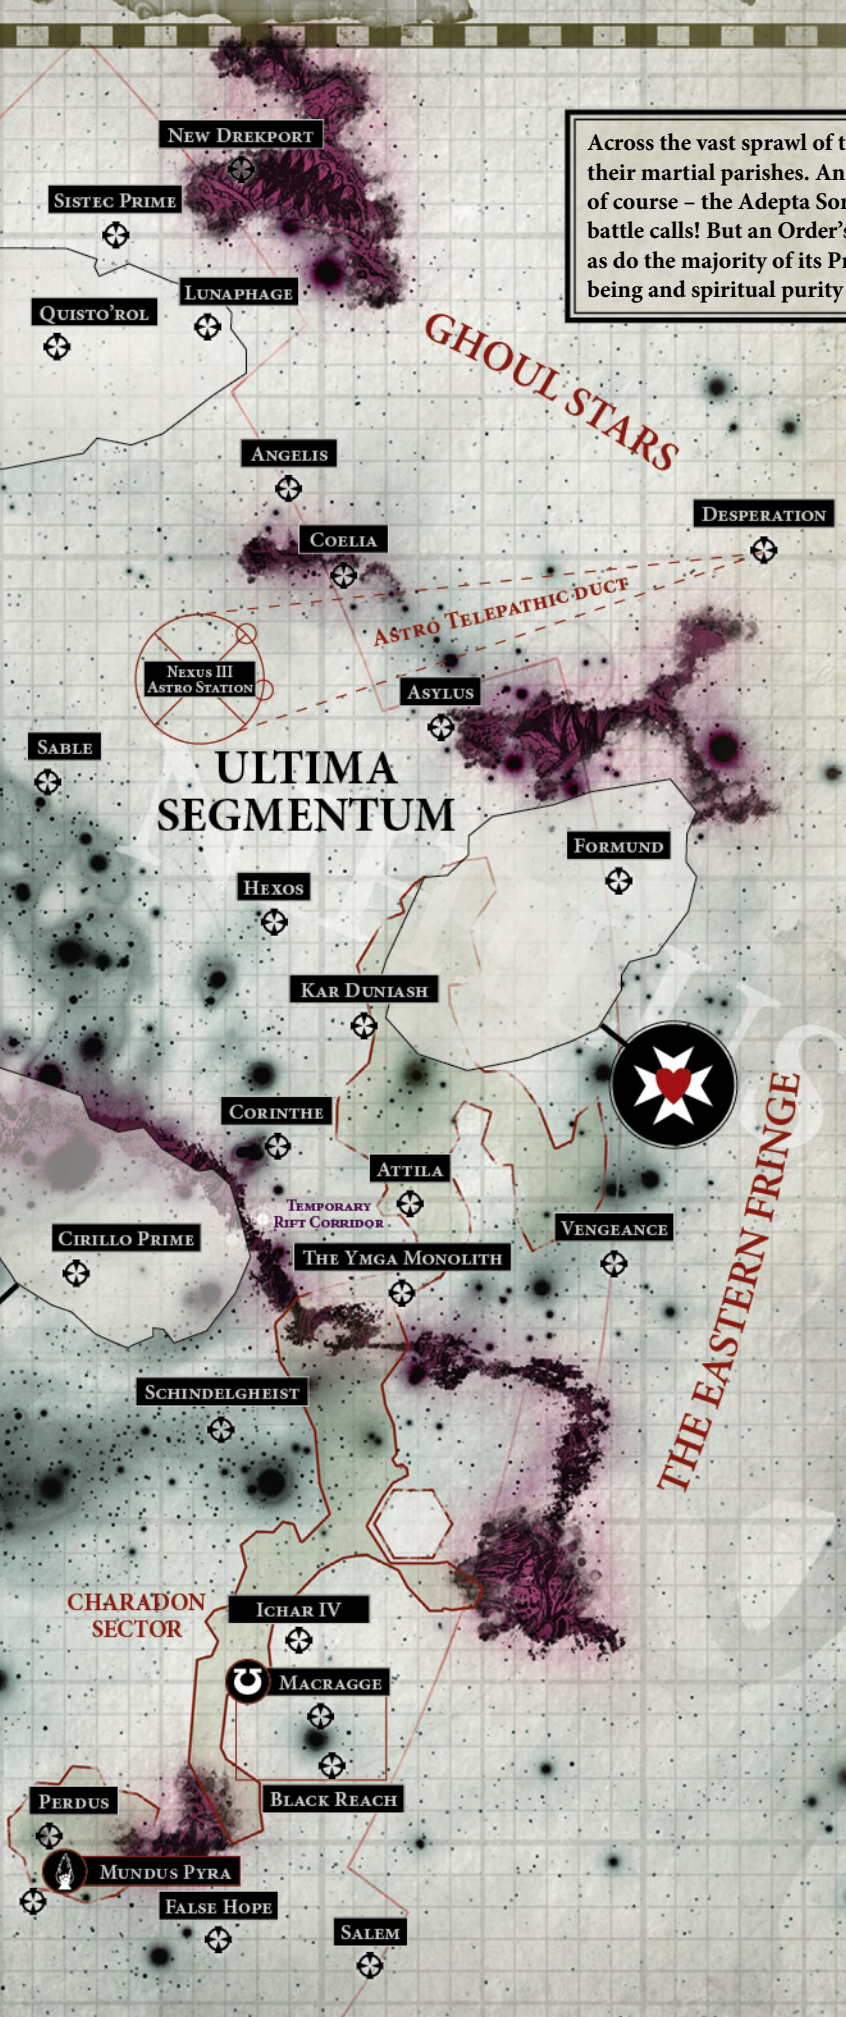 New Drekport
Sistec Prime
Across the vast sprawl of t
their martial parishes. An
of course – the Adepta Sor
battle calls! But an Order's
as do the majority of its Pr
being and spiritual purity
Lunaphage
Quisto'rol
GHOUL STARS
Angelis
Desperation
Coelia
Astro Telepathic duct
Nexus III
Astro Station
Asylus
Sable
ULTIMA
SEGMENTUM
Formund
Hexos
Kar Duniash
Corinthe
Attila
Temporary
Rift Corridor
Vengeance
Cirillo Prime
The Ymga Monolith
THE EASTERN FRINGE
Schindelgheist
CHARADON
SECTOR
Ichar IV
Macragge
Black Reach
Perdus
Mundus Pyra
False Hope
Salem